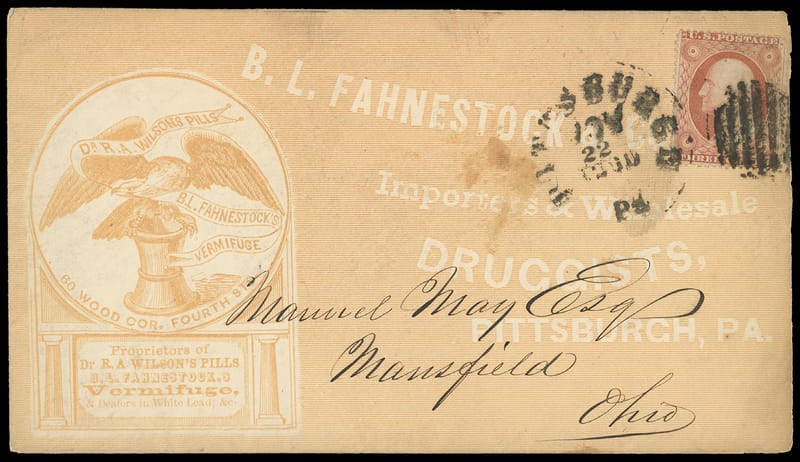 B. L. FAHNESTOCK & CO.
Importers & Wholesale
DRUGGISTS,
PITTSBURGH, PA.
U.S. POSTAGE
PITTSBURGH
NOV
22
PA
DR. R. A. WILSON'S PILLS
B.L. FAHNESTOCK'S
VERMIFUGE
60 WOOD COR. FOURTH ST.
Proprietors of
Dr R.A. WILSON'S PILLS
B.L. FAHNESTOCK,S
Vermifuge,
& Dealers in White Lead, &c.
Manuel May Esq
Mansfield
Ohio